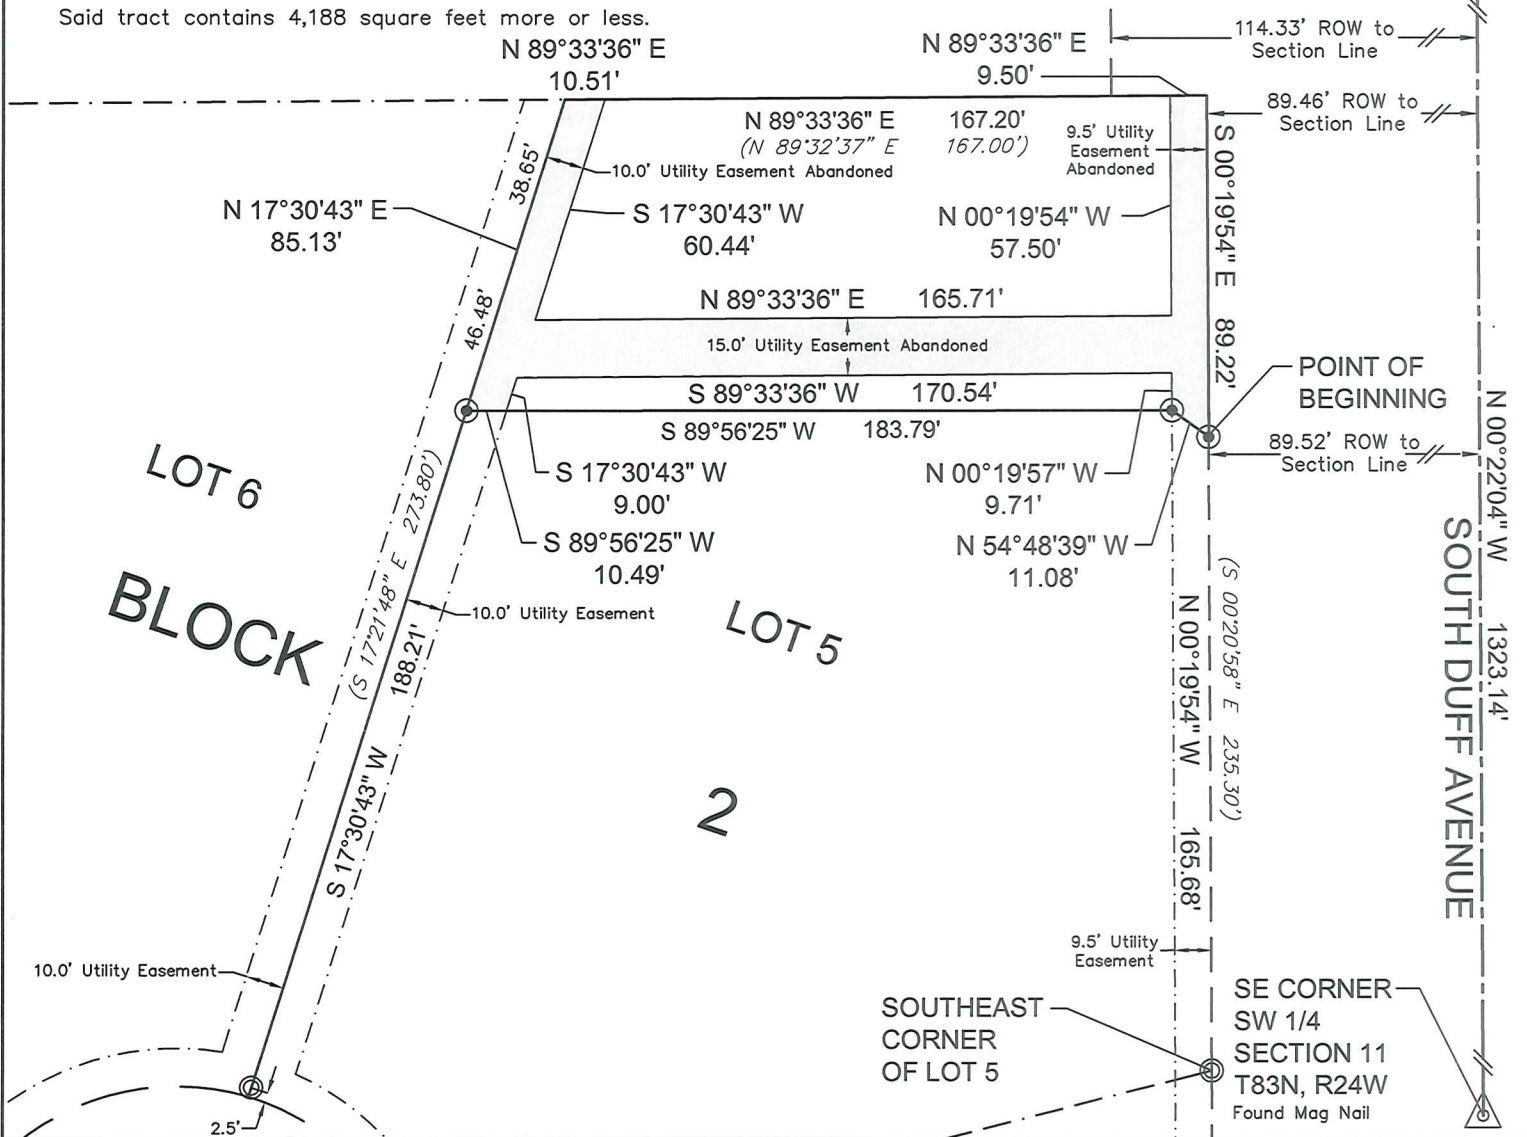 Said tract contains 4,188 square feet more or less.
N 89°33'36" E
10.51'
N 89°33'36" E
9.50'
114.33' ROW to
Section Line
89.46' ROW to
Section Line
N 89°33'36" E 167.20'
(N 89°32'37" E 167.00')
9.5' Utility
Easement
Abandoned
10.0' Utility Easement Abandoned
38.65'
S 00°19'54" E 89.22'
N 17°30'43" E
85.13'
S 17°30'43" W
60.44'
N 00°19'54" W
57.50'
N 89°33'36" E 165.71'
46.48'
15.0' Utility Easement Abandoned
S 89°33'36" W 170.54'
S 89°56'25" W 183.79'
POINT OF
BEGINNING
89.52' ROW to
Section Line
N 00°22'04" W 1323.14'
SOUTH DUFF AVENUE
LOT 6
BLOCK
(S 17°21'48" E 273.80')
S 17°30'43" W
9.00'
S 89°56'25" W
10.49'
N 00°19'57" W
9.71'
N 54°48'39" W
11.08'
10.0' Utility Easement
LOT 5
2
S 17°30'43" W 188.21'
N 00°19'54" W 165.68'
(S 00°20'58" E 235.30')
10.0' Utility Easement
9.5' Utility
Easement
SOUTHEAST
CORNER
OF LOT 5
SE CORNER
SW 1/4
SECTION 11
T83N, R24W
Found Mag Nail
2.5'